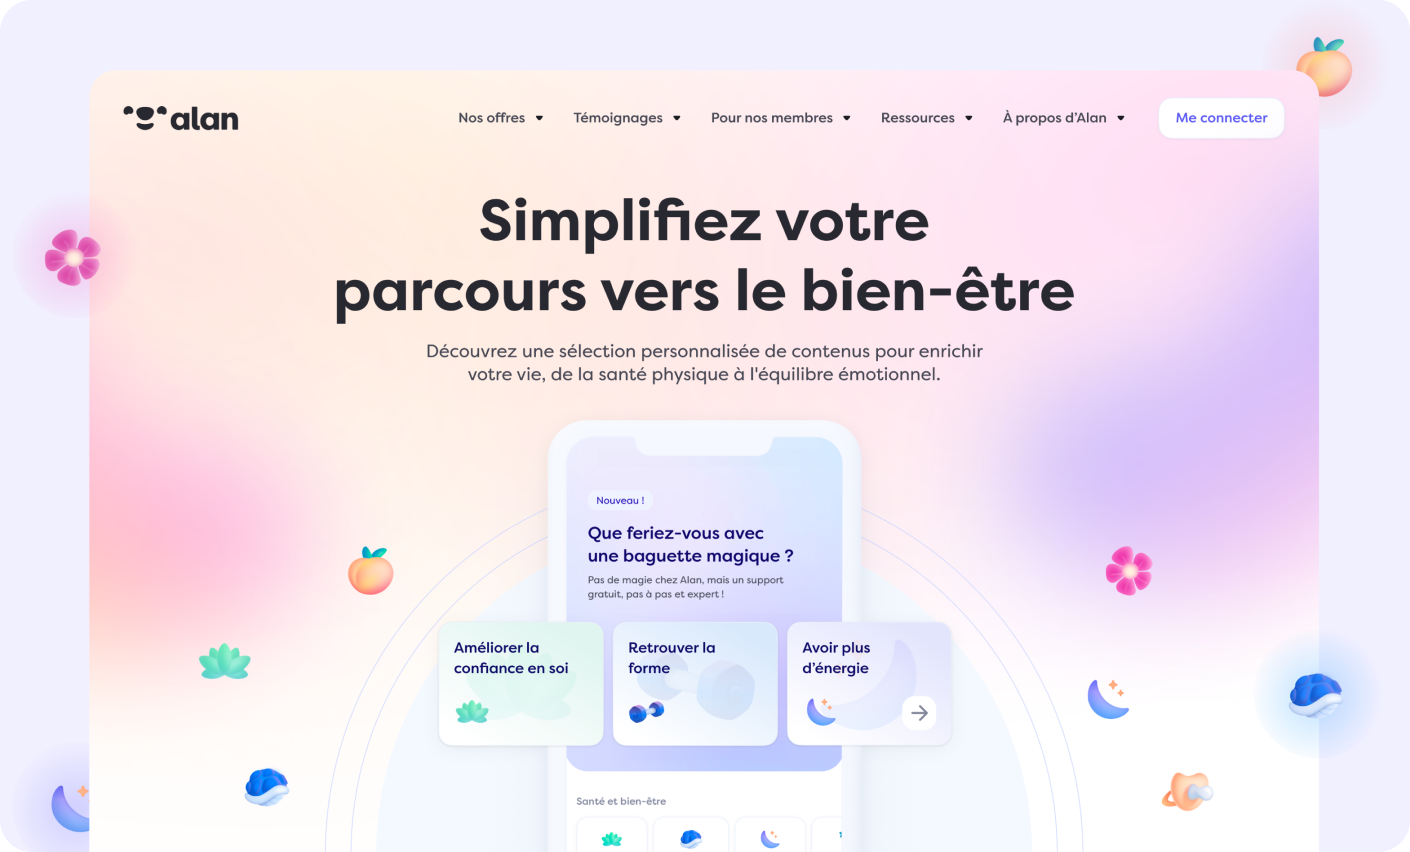 alan
Nos offres
Témoignages
Pour nos membres
Ressources
À propos d’Alan
Me connecter
Simplifiez votre
parcours vers le bien-être
Découvrez une sélection personnalisée de contenus pour enrichir
votre vie, de la santé physique à l'équilibre émotionnel.
Nouveau !
Que feriez-vous avec
une baguette magique ?
Pas de magie chez Alan, mais un support
gratuit, pas à pas et expert !
Améliorer la
confiance en soi
Retrouver la
forme
Avoir plus
d’énergie
Santé et bien-être